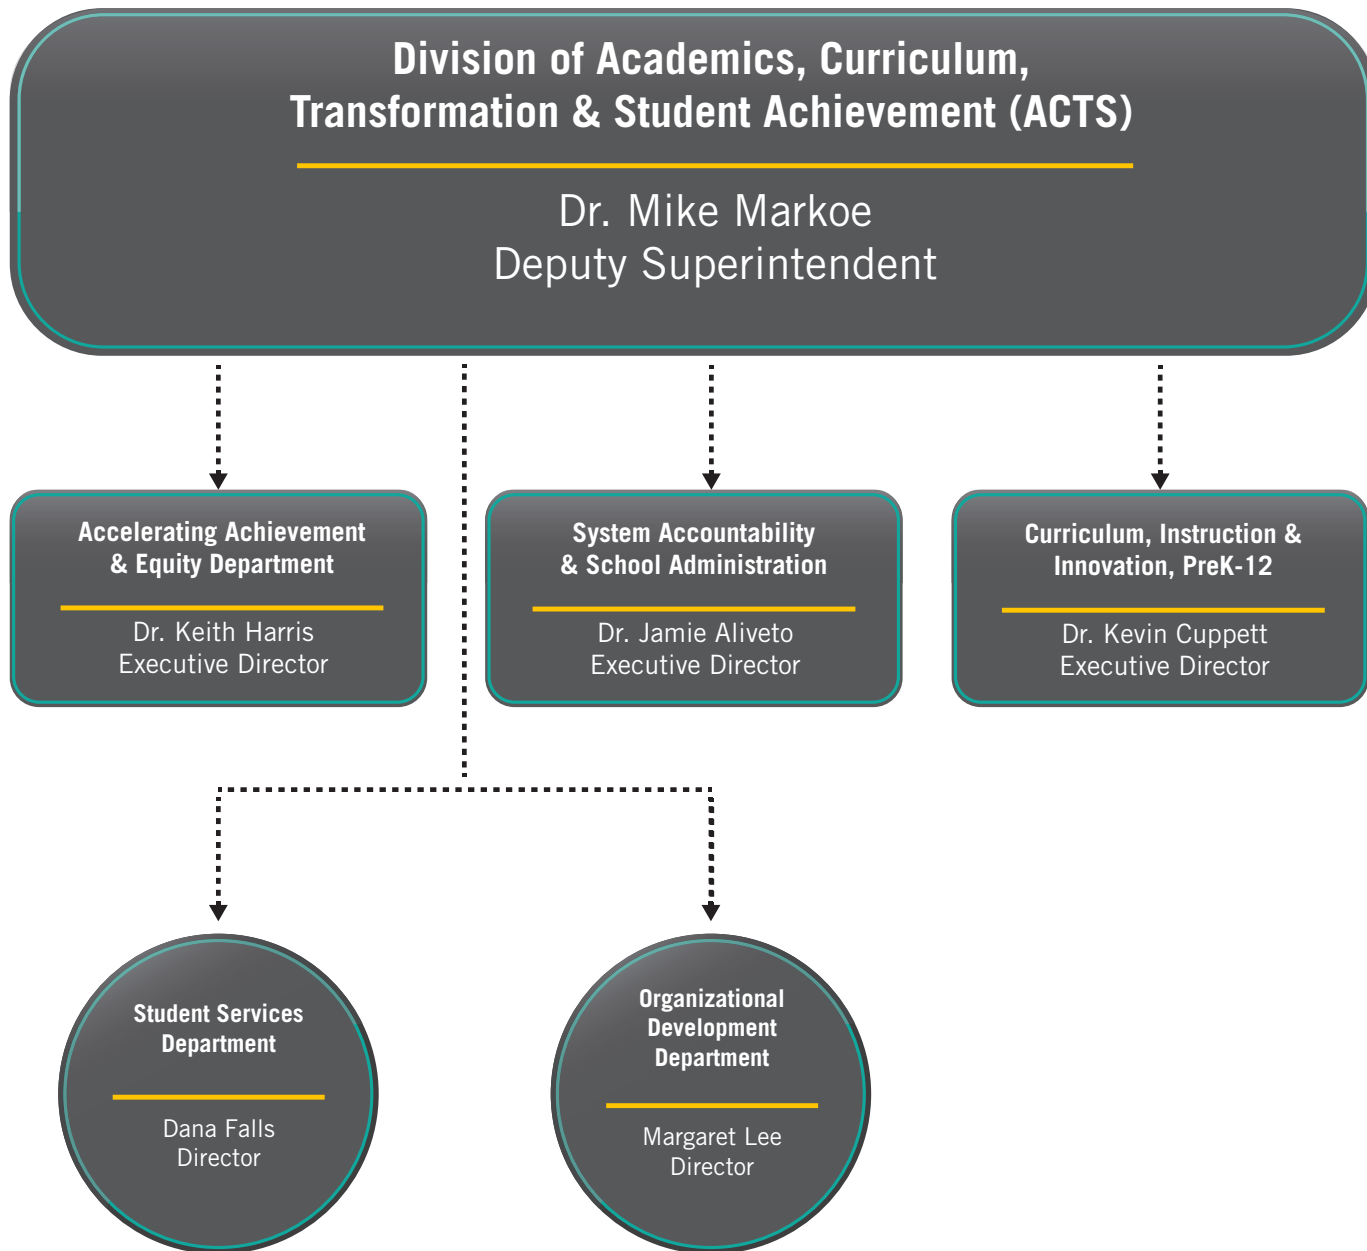 Division of Academics, Curriculum,
Transformation & Student Achievement (ACTS)
Dr. Mike Markoe
Deputy Superintendent
Accelerating Achievement
& Equity Department
Dr. Keith Harris
Executive Director
System Accountability
& School Administration
Dr. Jamie Aliveto
Executive Director
Curriculum, Instruction &
Innovation, PreK-12
Dr. Kevin Cuppett
Executive Director
Student Services
Department
Dana Falls
Director
Organizational
Development
Department
Margaret Lee
Director